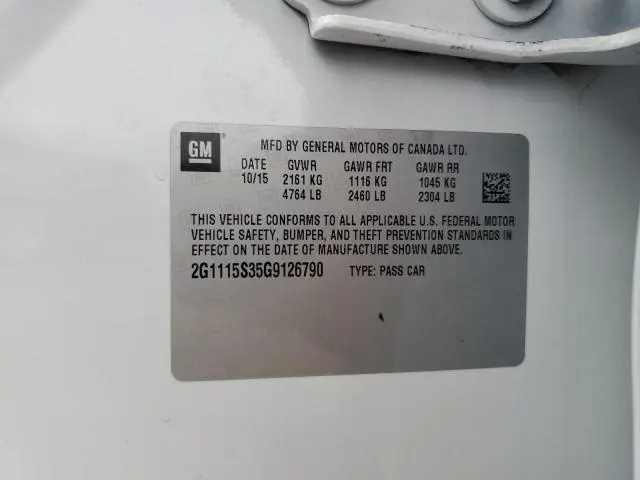 GM
MFD BY GENERAL MOTORS OF CANADA LTD.
DATE GVWR GAWR FRT GAWR RR
10/15 2161 KG 1116 KG 1045 KG
4764 LB 2460 LB 2304 LB
THIS VEHICLE CONFORMS TO ALL APPLICABLE U.S. FEDERAL MOTOR
VEHICLE SAFETY, BUMPER, AND THEFT PREVENTION STANDARDS IN
EFFECT ON THE DATE OF MANUFACTURE SHOWN ABOVE.
2G1115S35G9126790 TYPE: PASS CAR